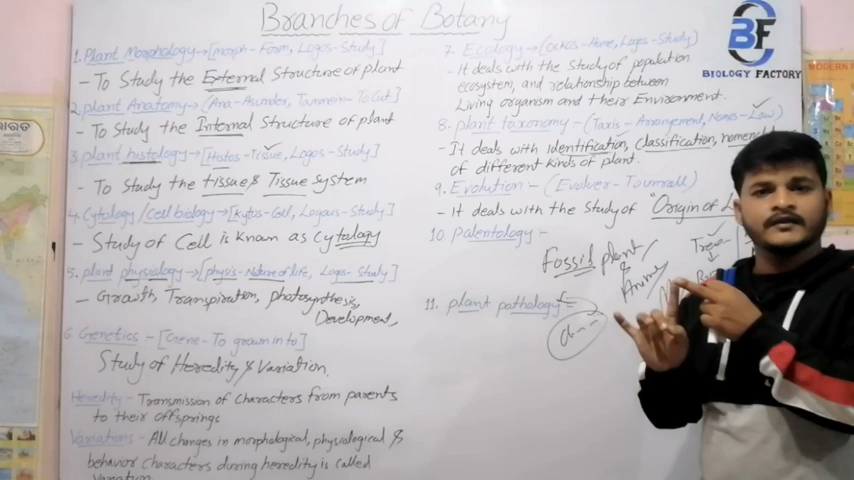 Branches of Botany
1. Plant Morphology → [morph - Form, Logos - Study]
- To Study the External Structure of plant
2. plant Anatomy → (Ana - Asunder, Tammein - To Cut]
- To Study the Internal Structure of plant
3. plant histology → [Histos - Tissue, Logos - Study]
- To Study the tissue & Tissue system
4. Cytology / Cell biology → [Kytos - Cell, Logous - Study]
- Study of Cell is Known as Cytology
5. plant physiology → [physis - Nature of life, Logos - Study]
- Growth, Transpiration, photosynthesis,
Development,
6. Genetics - [Gene - To grown into]
Study of Heredity & Variation.
Heredity - Transmission of Characters from parents
to their offsprings
Variations - All changes in morphological, physiological &
behavior characters during heredity is called
variation
7. Ecology → (oikos - Home, Logos - Study]
- It deals with the Study of population
ecosystem, and relationship between
Living organism and their Environment.
8. plant taxonomy - (Taxis - Arrangement, Nomos - Law)
- It deals with identification, classification,
of different kinds of plant.
9. Evolution - (Evolver - To unroll)
- It deals with the Study of "Origin of
10. Palentology -
Fossil plant
&
11. plant pathology -
BF
BIOLOGY FACTORY
MODERN
ଭାରତ